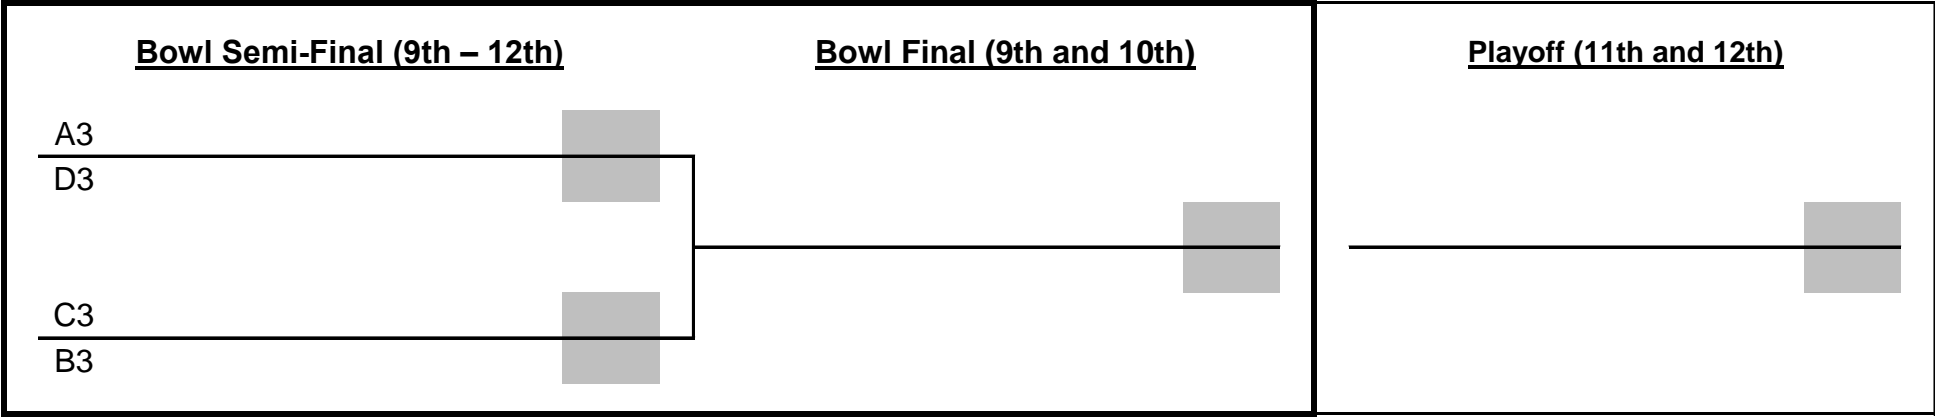 Bowl Semi-Final (9th – 12th)
Bowl Final (9th and 10th)
Playoff (11th and 12th)
A3
D3
C3
B3